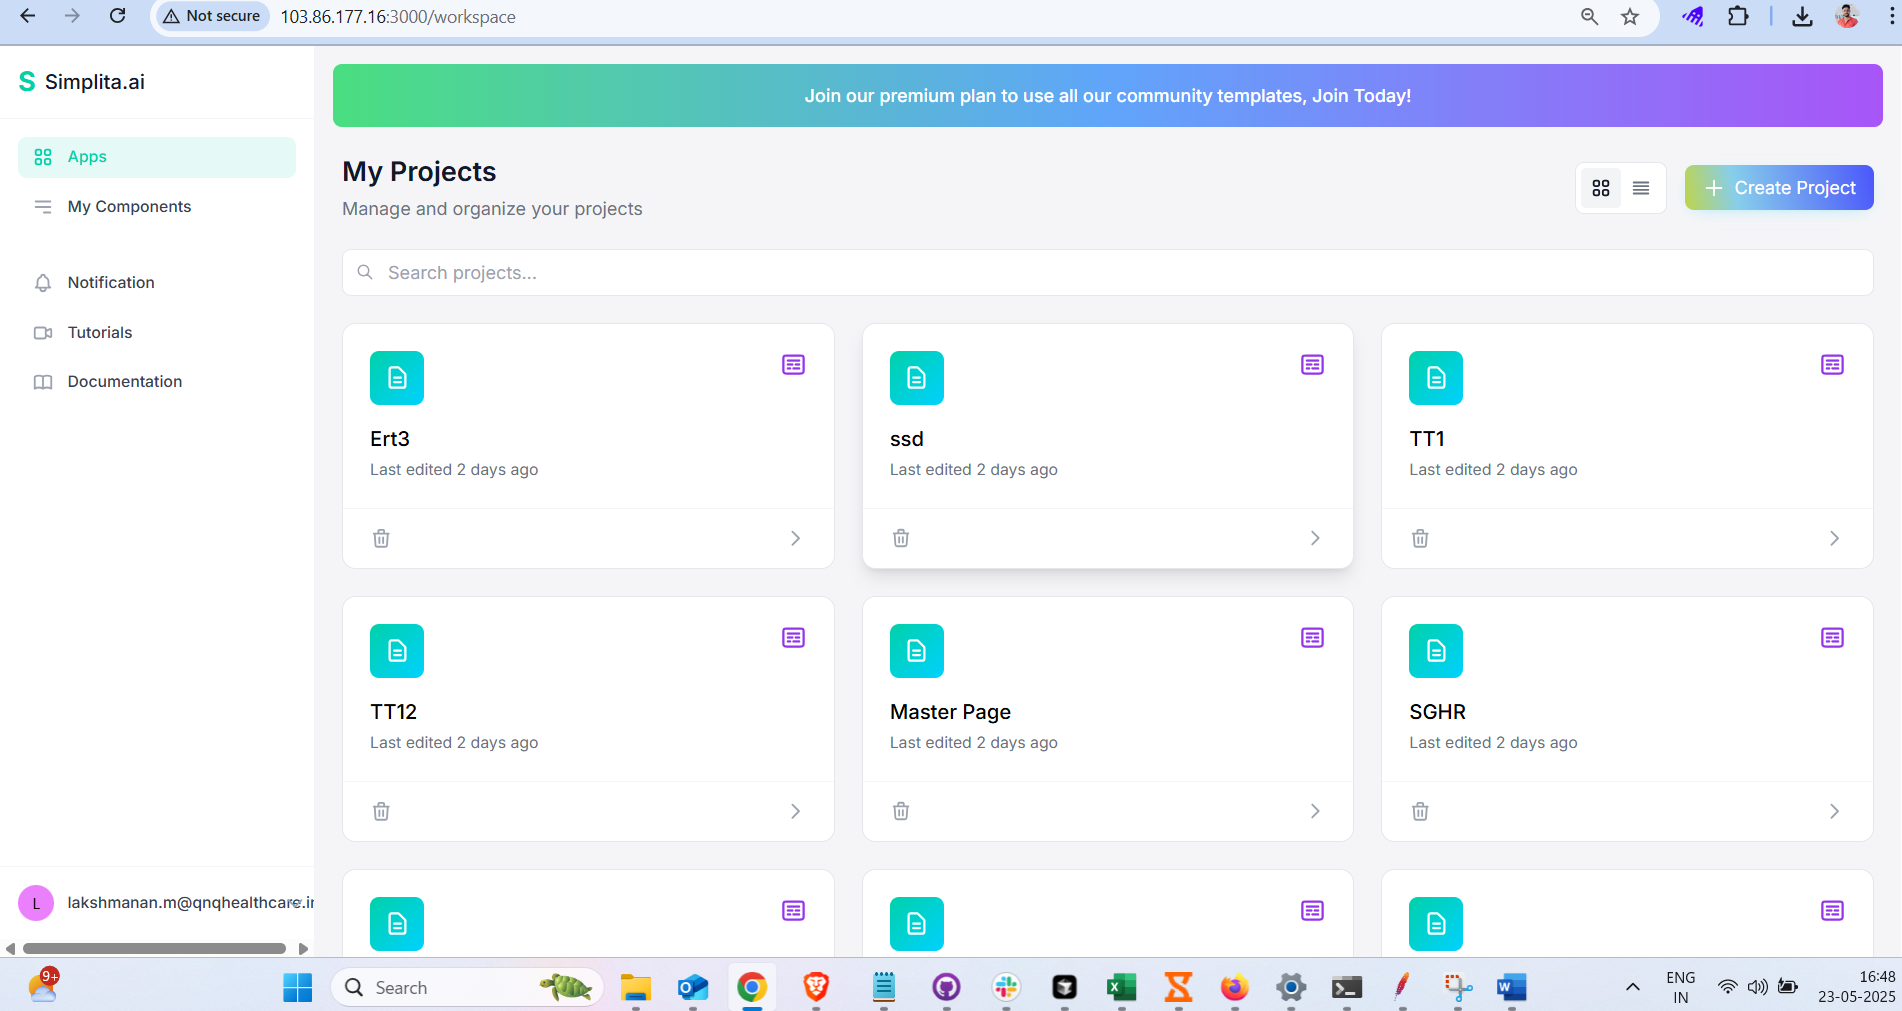 Not secure
103.86.177.16:3000/workspace
S Simplita.ai
Apps
My Components
Notification
Tutorials
Documentation
L
lakshmanan.m@qnqhealthcare.in
Join our premium plan to use all our community templates, Join Today!
My Projects
Manage and organize your projects
Create Project
Search projects...
Ert3
Last edited 2 days ago
ssd
Last edited 2 days ago
TT1
Last edited 2 days ago
TT12
Last edited 2 days ago
Master Page
Last edited 2 days ago
SGHR
Last edited 2 days ago
9+
Search
ENG
IN
16:48
23-05-2025